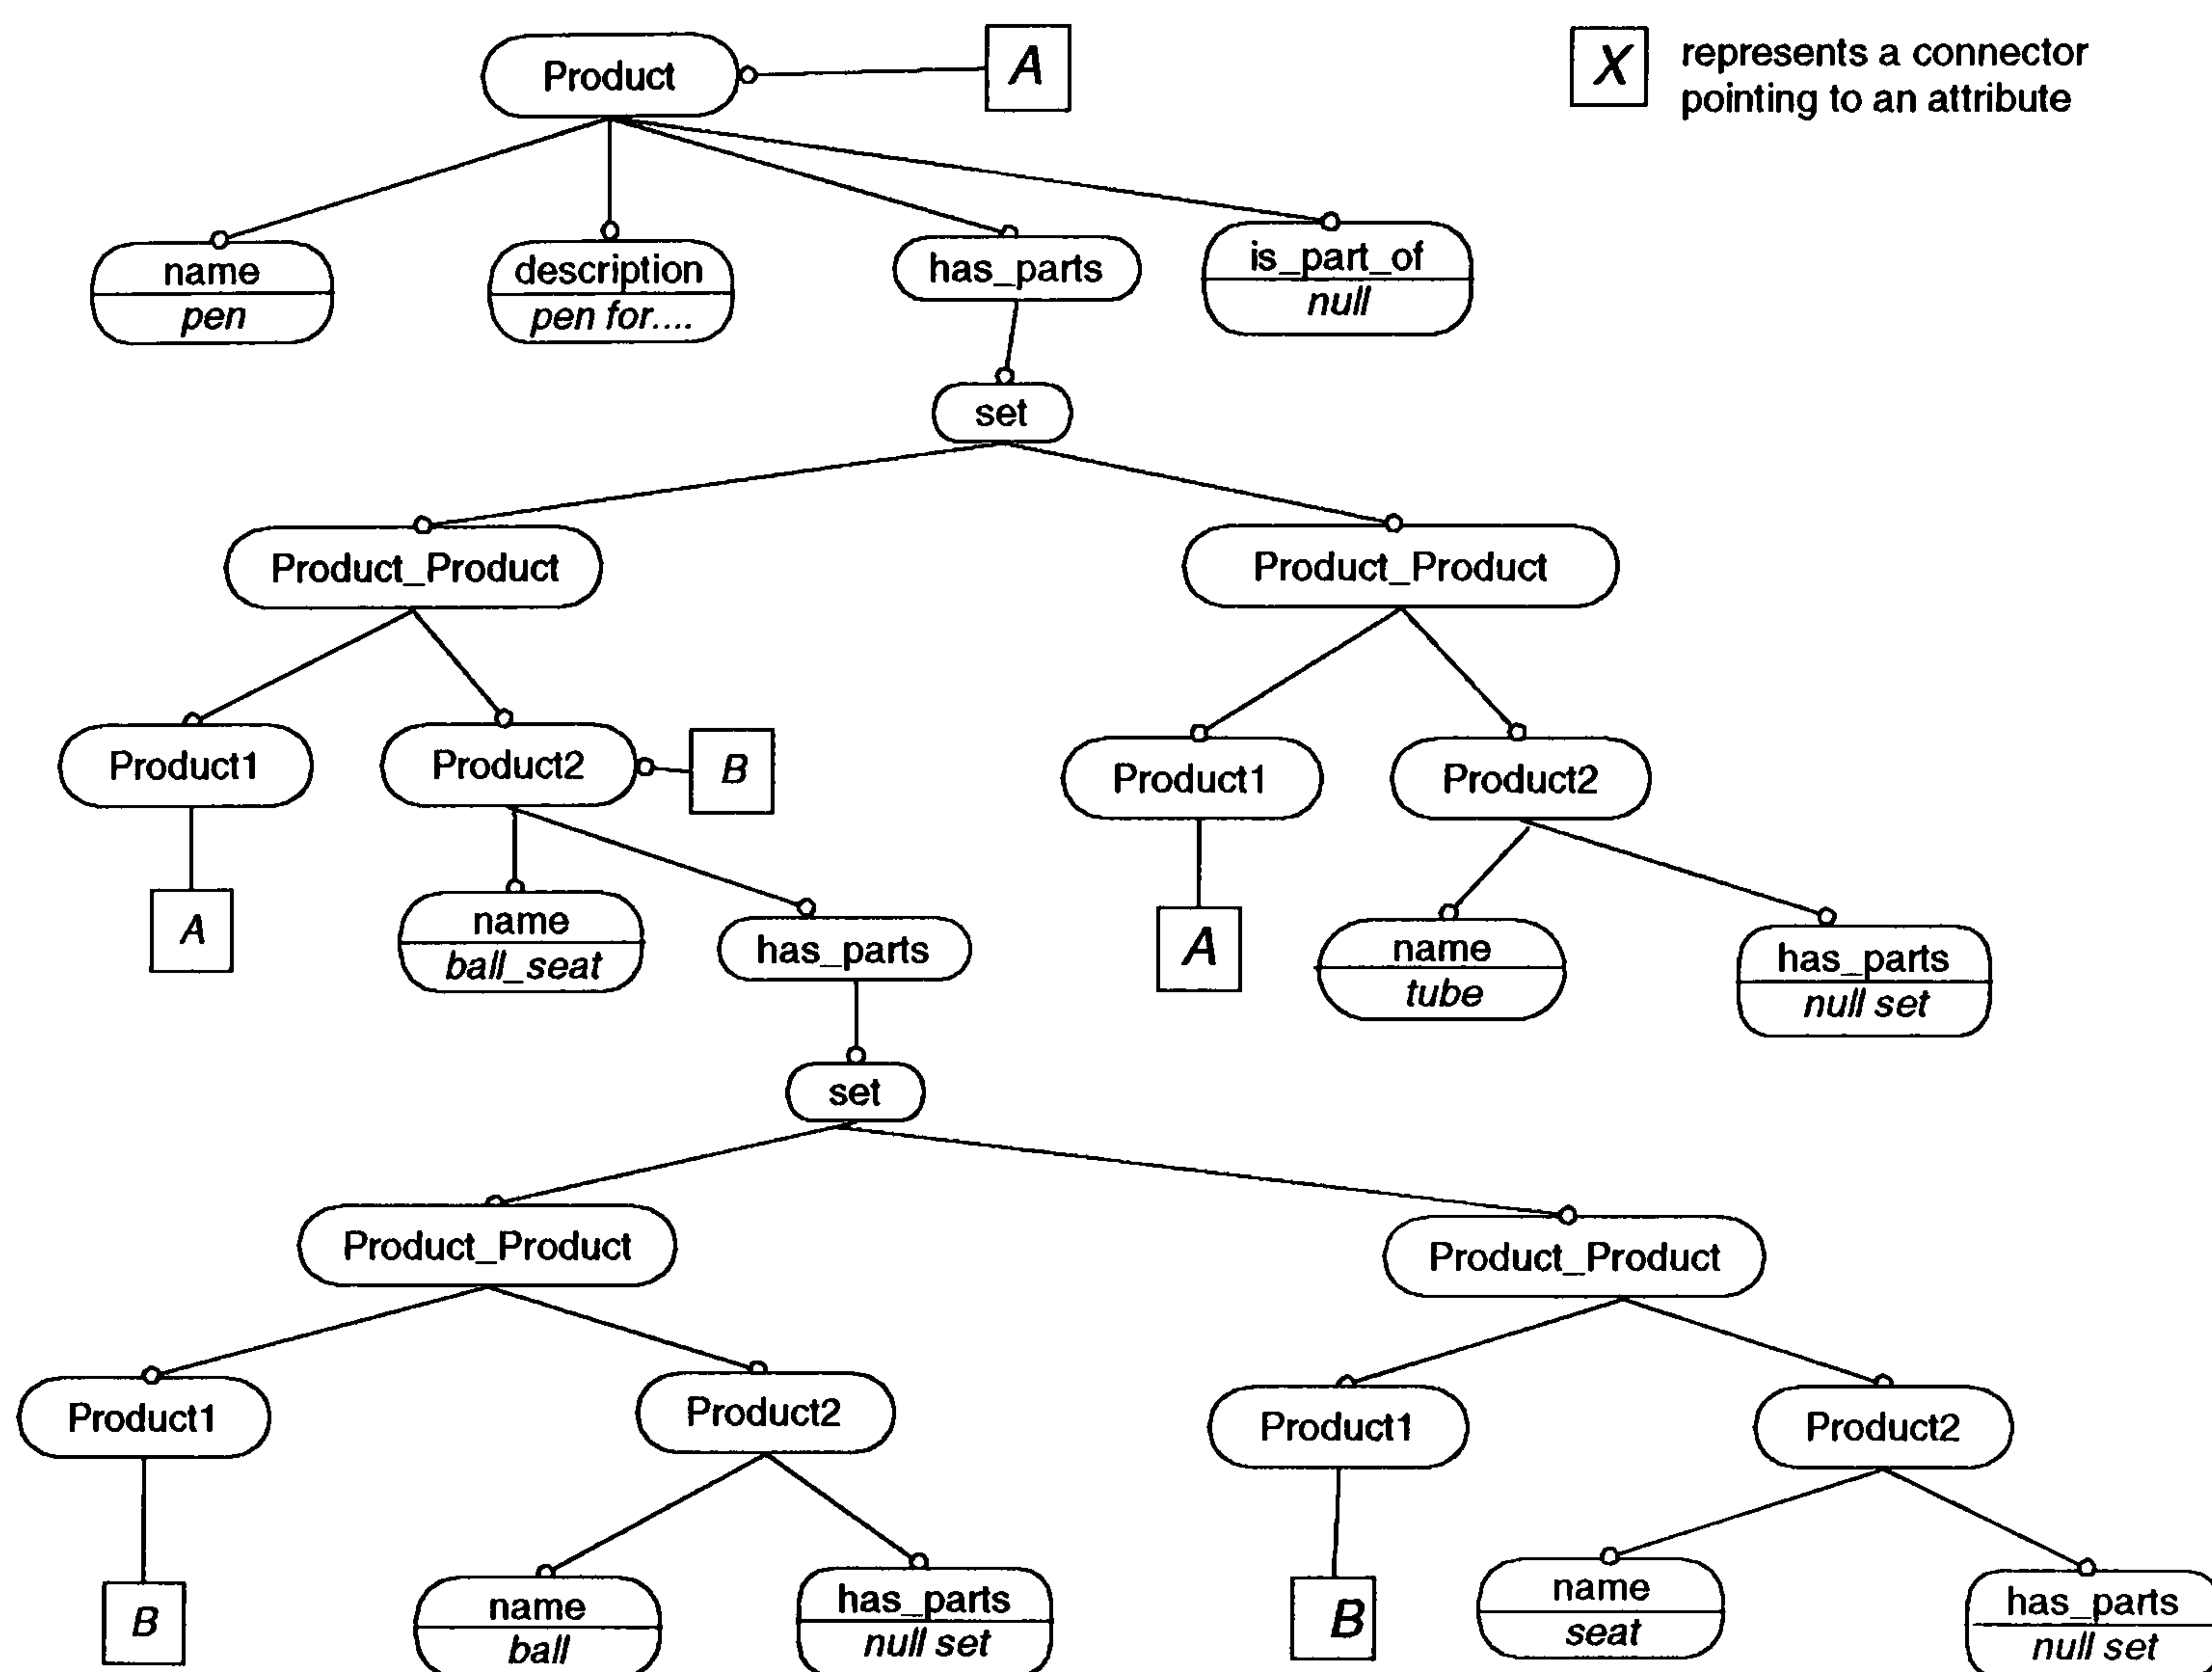 Product
A
X
represents a connector
pointing to an attribute
name
pen
description
pen for....
has_parts
is_part_of
null
set
Product_Product
Product_Product
Product1
Product2
B
Product1
Product2
A
name
ball_seat
has_parts
A
name
tube
has_parts
null set
set
Product_Product
Product_Product
Product1
Product2
Product1
Product2
B
name
ball
has_parts
null set
B
name
seat
has_parts
null set